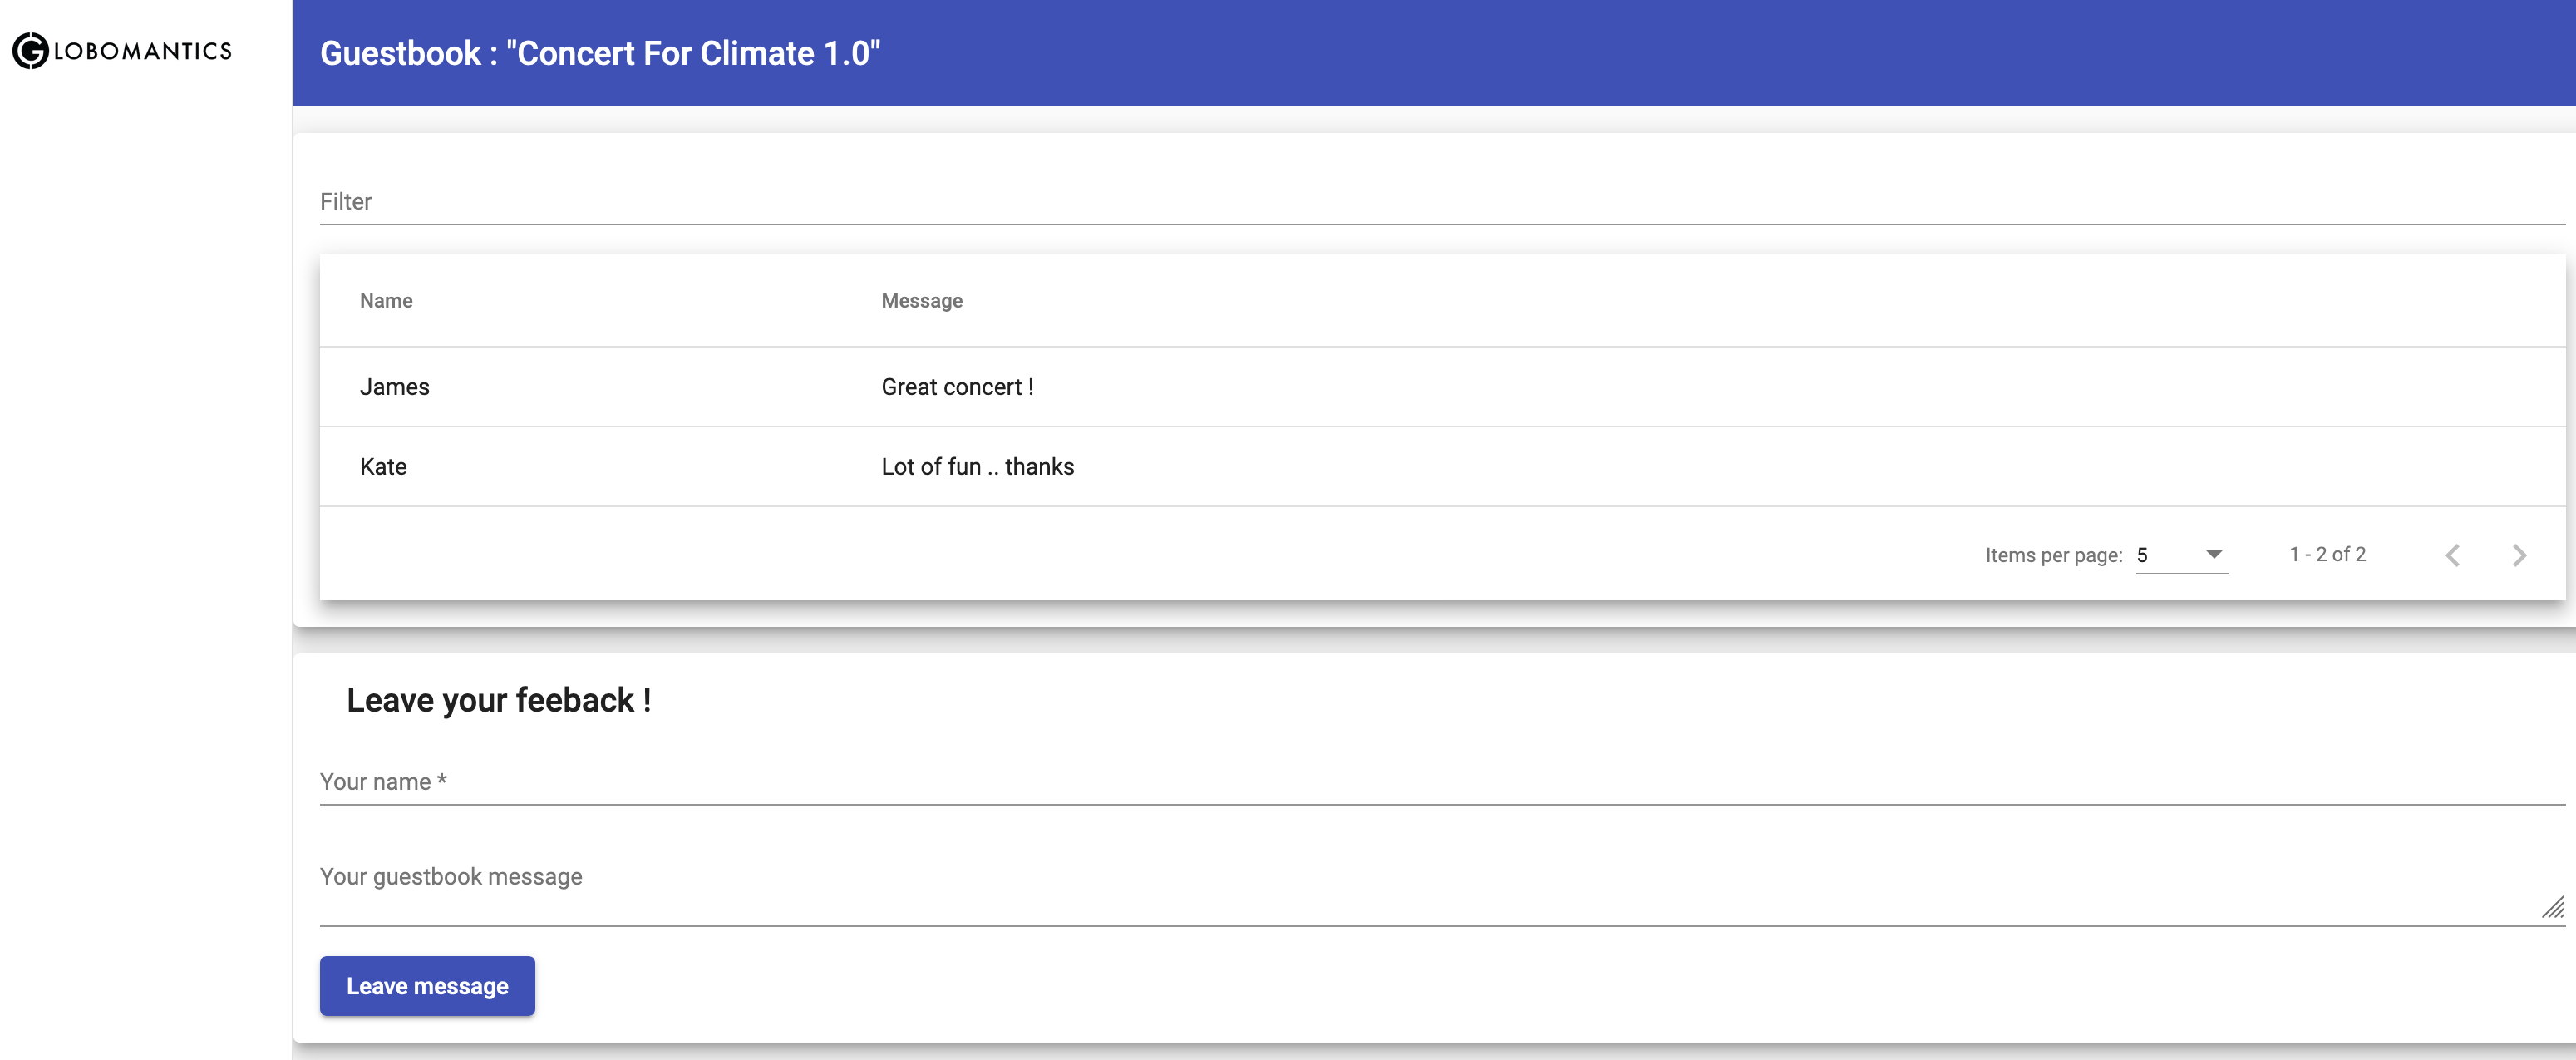 GLOBOMANTICS
Guestbook : "Concert For Climate 1.0"
Filter
Name Message
James Great concert !
Kate Lot of fun .. thanks
Items per page: 5 1 - 2 of 2
Leave your feeback !
Your name *
Your guestbook message
Leave message